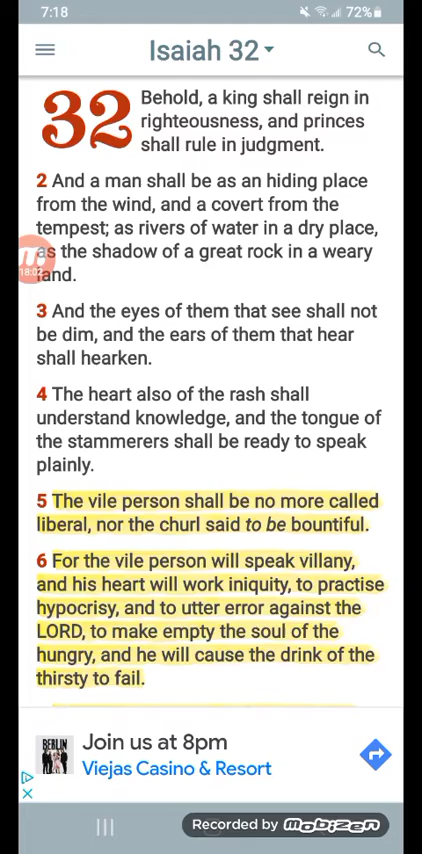 7:18 72%
Isaiah 32
32 Behold, a king shall reign in
righteousness, and princes
shall rule in judgment.
2 And a man shall be as an hiding place
from the wind, and a covert from the
tempest; as rivers of water in a dry place,
as the shadow of a great rock in a weary
land.
18:02
3 And the eyes of them that see shall not
be dim, and the ears of them that hear
shall hearken.
4 The heart also of the rash shall
understand knowledge, and the tongue of
the stammerers shall be ready to speak
plainly.
5 The vile person shall be no more called
liberal, nor the churl said to be bountiful.
6 For the vile person will speak villany,
and his heart will work iniquity, to practise
hypocrisy, and to utter error against the
LORD, to make empty the soul of the
hungry, and he will cause the drink of the
thirsty to fail.
BERLIN
Join us at 8pm
Viejas Casino & Resort
Recorded by mobizen